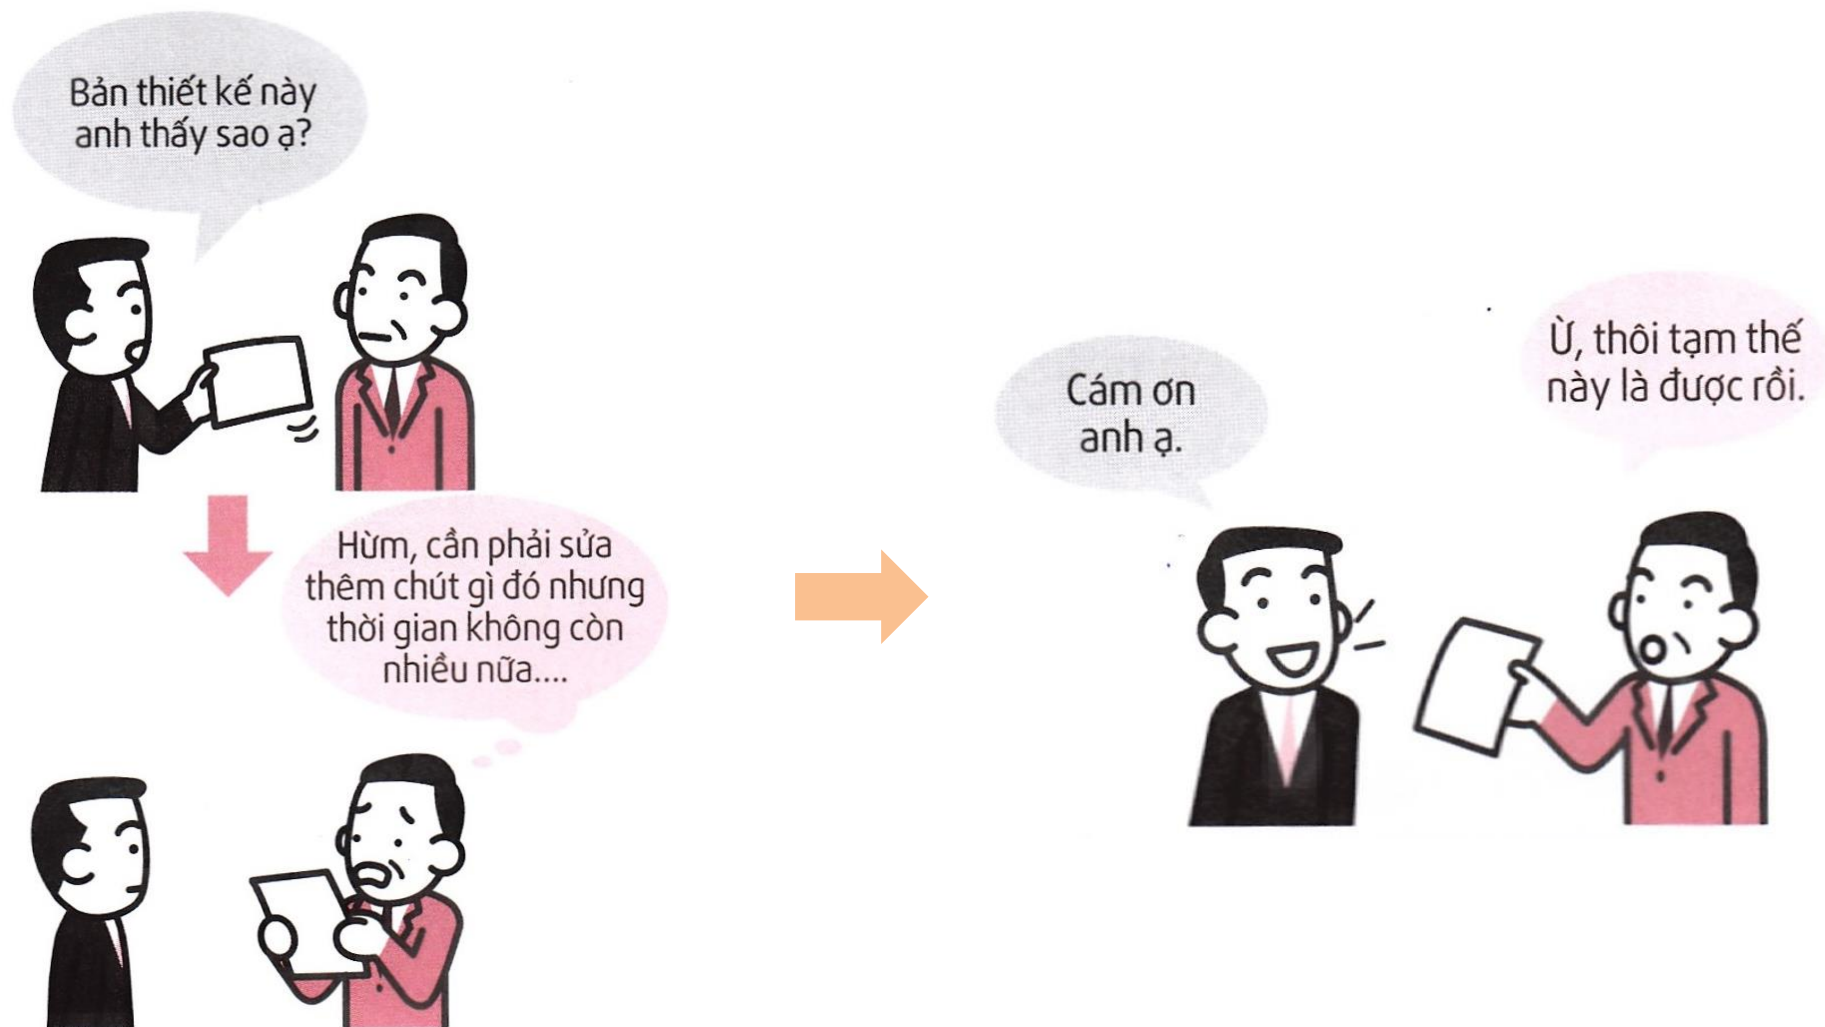 Bản thiết kế này
anh thấy sao ạ?
Hừm, cần phải sửa
thêm chút gì đó nhưng
thời gian không còn
nhiều nữa....
Ừ, thôi tạm thế
này là được rồi.
Cám ơn
anh ạ.